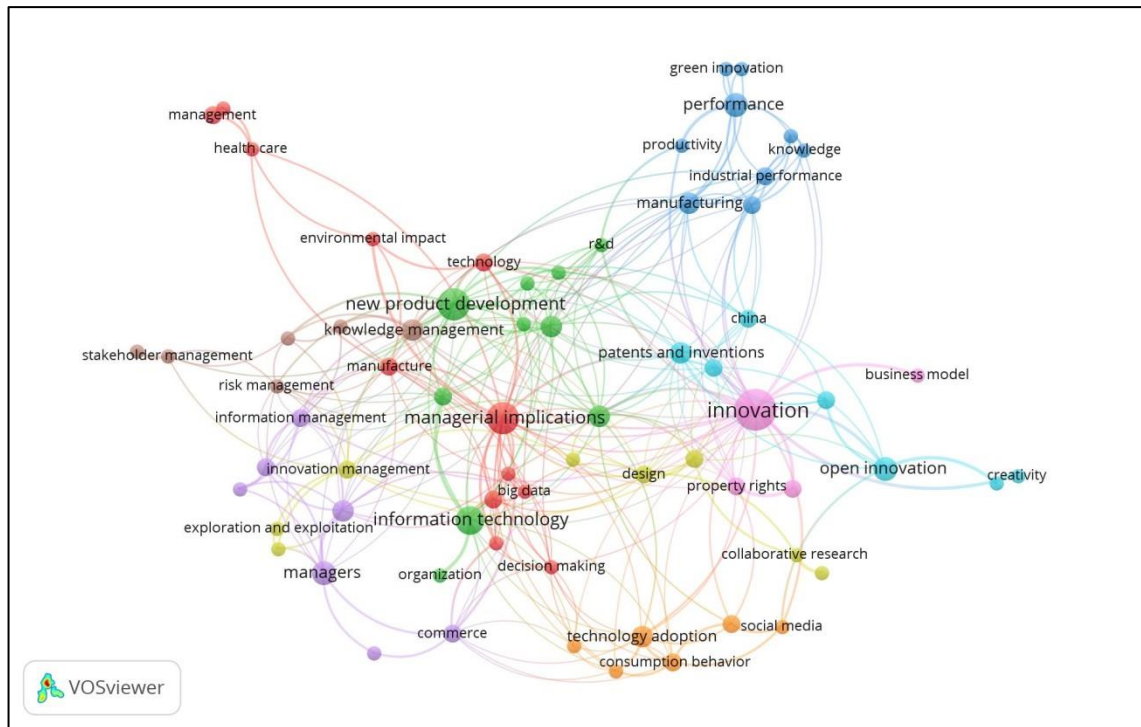 green innovation
performance
management
productivity
knowledge
health care
industrial performance
manufacturing
environmental impact
r&d
technology
new product development
china
knowledge management
stakeholder management
patents and inventions
manufacture
business model
risk management
information management
managerial implications
innovation
innovation management
design
open innovation
creativity
big data
property rights
exploration and exploitation
information technology
collaborative research
managers
organization
decision making
commerce
technology adoption
social media
consumption behavior
VOSviewer